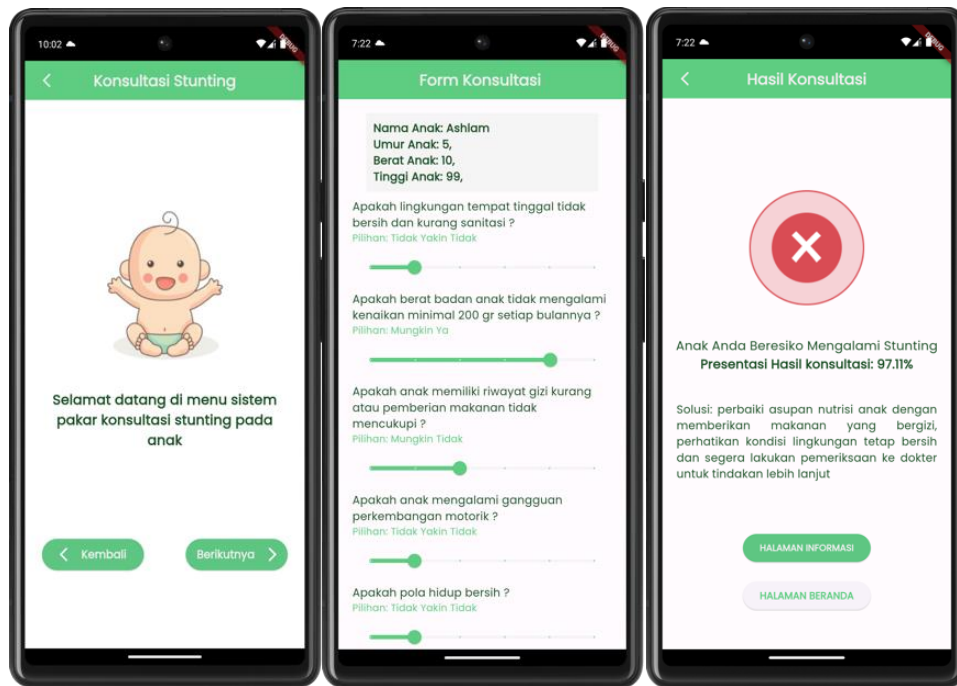 10:02
DEBUG
Konsultasi Stunting
Selamat datang di menu sistem
pakar konsultasi stunting pada
anak
Kembali
Berikutnya
7:22
DEBUG
Form Konsultasi
Nama Anak: Ashlam
Umur Anak: 5,
Berat Anak: 10,
Tinggi Anak: 99,
Apakah lingkungan tempat tinggal tidak
bersih dan kurang sanitasi ?
Pilihan: Tidak Yakin Tidak
Apakah berat badan anak tidak mengalami
kenaikan minimal 200 gr setiap bulannya ?
Pilihan: Mungkin Ya
Apakah anak memiliki riwayat gizi kurang
atau pemberian makanan tidak
mencukupi ?
Pilihan: Mungkin Tidak
Apakah anak mengalami gangguan
perkembangan motorik ?
Pilihan: Tidak Yakin Tidak
Apakah pola hidup bersih ?
Pilihan: Tidak Yakin Tidak
7:22
DEBUG
Hasil Konsultasi
Anak Anda Beresiko Mengalami Stunting
Presentasi Hasil konsultasi: 97.11%
Solusi: perbaiki asupan nutrisi anak dengan
memberikan makanan yang bergizi,
perhatikan kondisi lingkungan tetap bersih
dan segera lakukan pemeriksaan ke dokter
untuk tindakan lebih lanjut
HALAMAN INFORMASI
HALAMAN BERANDA